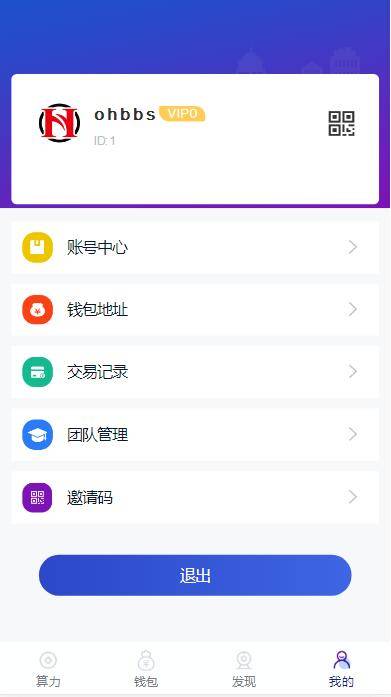 ohbbs VIP0
ID:1
账号中心
钱包地址
交易记录
团队管理
邀请码
退出
算力 钱包 发现 我的